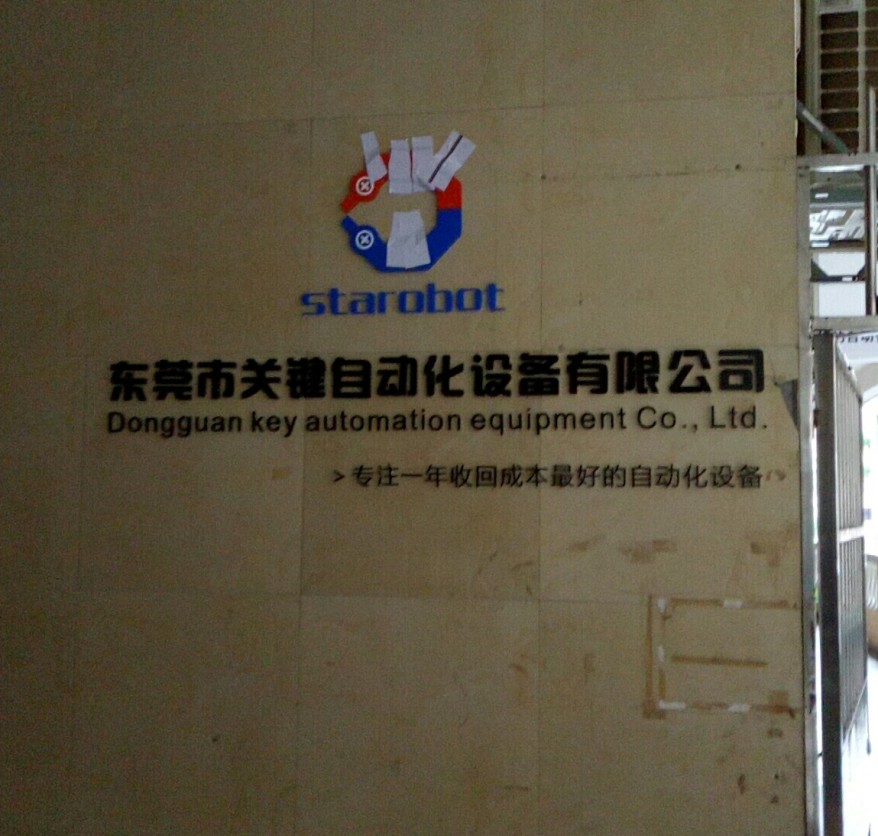 starobot
东莞市关键自动化设备有限公司
Dongguan key automation equipment Co., Ltd.
>专注一年收回成本最好的自动化设备